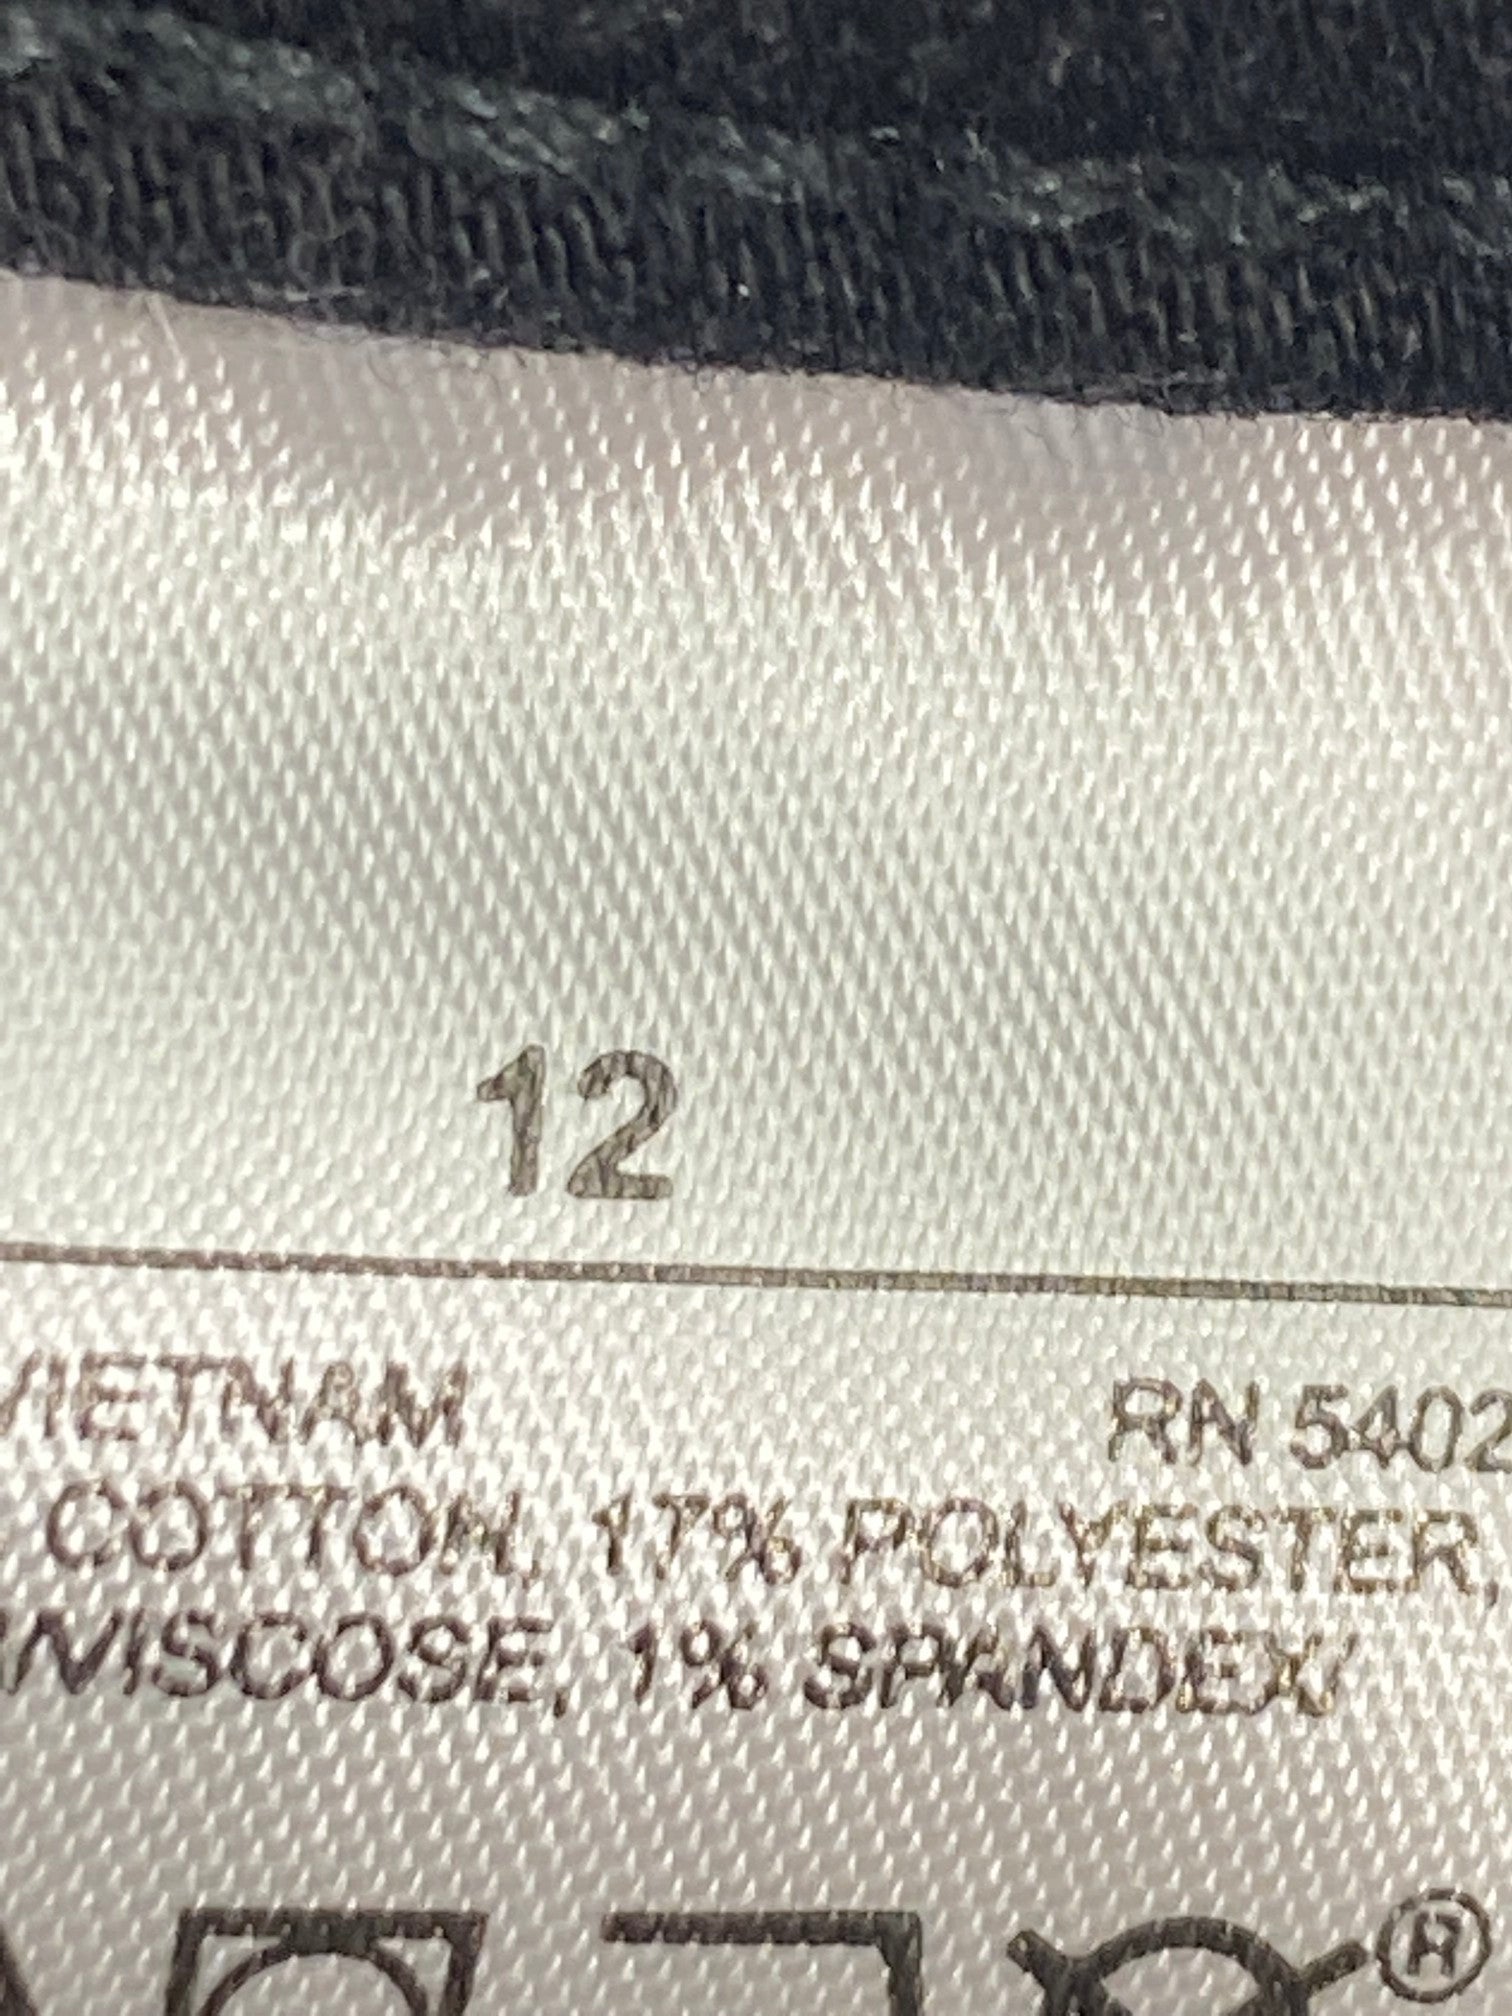 12
VIETNAM RN 5402
COTTON, 17% POLYESTER,
VISCOSE, 1% SPANDEX
®